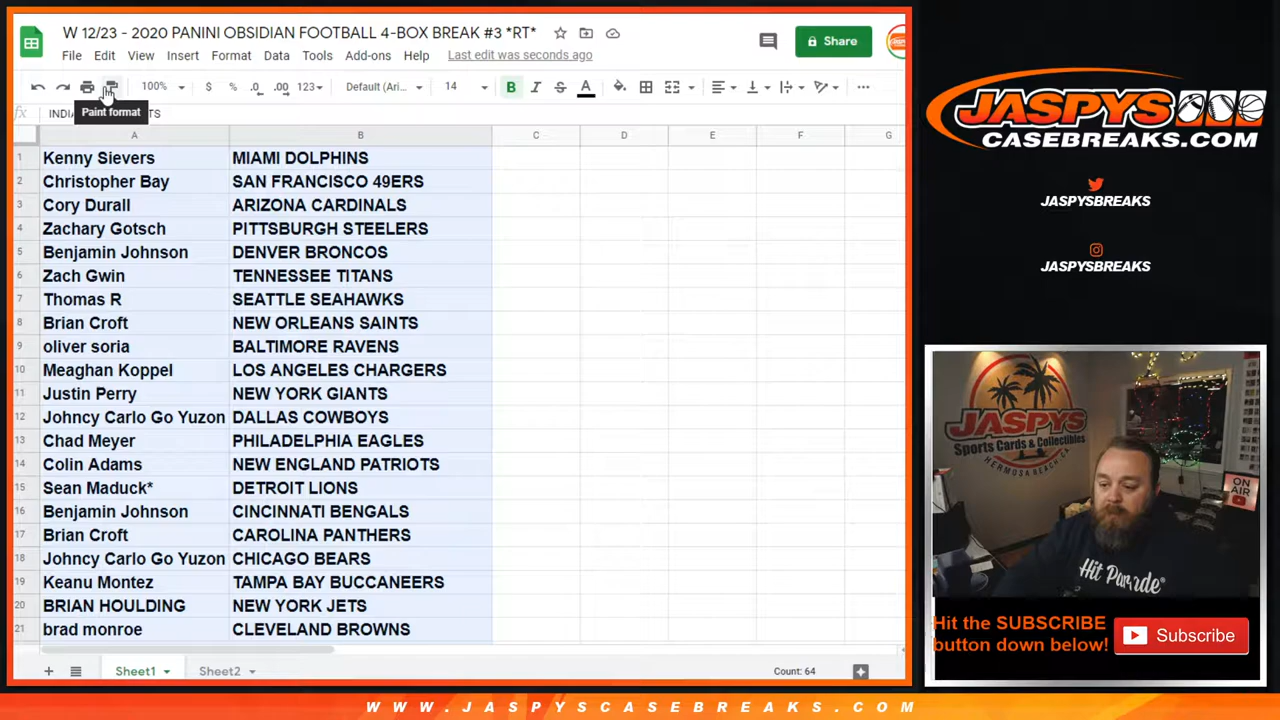 W 12/23 - 2020 PANINI OBSIDIAN FOOTBALL 4-BOX BREAK #3 *RT*
File Edit View Insert Format Data Tools Add-ons Help Last edit was seconds ago
Share
100% $ % .0 .00 123 Default (Ari... 14 B I S A
Paint format
A B C D E F G
1 Kenny Sievers MIAMI DOLPHINS
2 Christopher Bay SAN FRANCISCO 49ERS
3 Cory Durall ARIZONA CARDINALS
4 Zachary Gotsch PITTSBURGH STEELERS
5 Benjamin Johnson DENVER BRONCOS
6 Zach Gwin TENNESSEE TITANS
7 Thomas R SEATTLE SEAHAWKS
8 Brian Croft NEW ORLEANS SAINTS
9 oliver soria BALTIMORE RAVENS
10 Meaghan Koppel LOS ANGELES CHARGERS
11 Justin Perry NEW YORK GIANTS
12 Johncy Carlo Go Yuzon DALLAS COWBOYS
13 Chad Meyer PHILADELPHIA EAGLES
14 Colin Adams NEW ENGLAND PATRIOTS
15 Sean Maduck* DETROIT LIONS
16 Benjamin Johnson CINCINNATI BENGALS
17 Brian Croft CAROLINA PANTHERS
18 Johncy Carlo Go Yuzon CHICAGO BEARS
19 Keanu Montez TAMPA BAY BUCCANEERS
20 BRIAN HOULDING NEW YORK JETS
21 brad monroe CLEVELAND BROWNS
Sheet1 Sheet2 Count: 64
JASPYS
CASEBREAKS.COM
JASPYSBREAKS
JASPYSBREAKS
JASPYS
Sports Cards & Collectibles
HERMOSA BEACH, CA
ON
AIR
Hit Parade
Hit the SUBSCRIBE
button down below!
Subscribe
WWW.JASPYSCASEBREAKS.COM